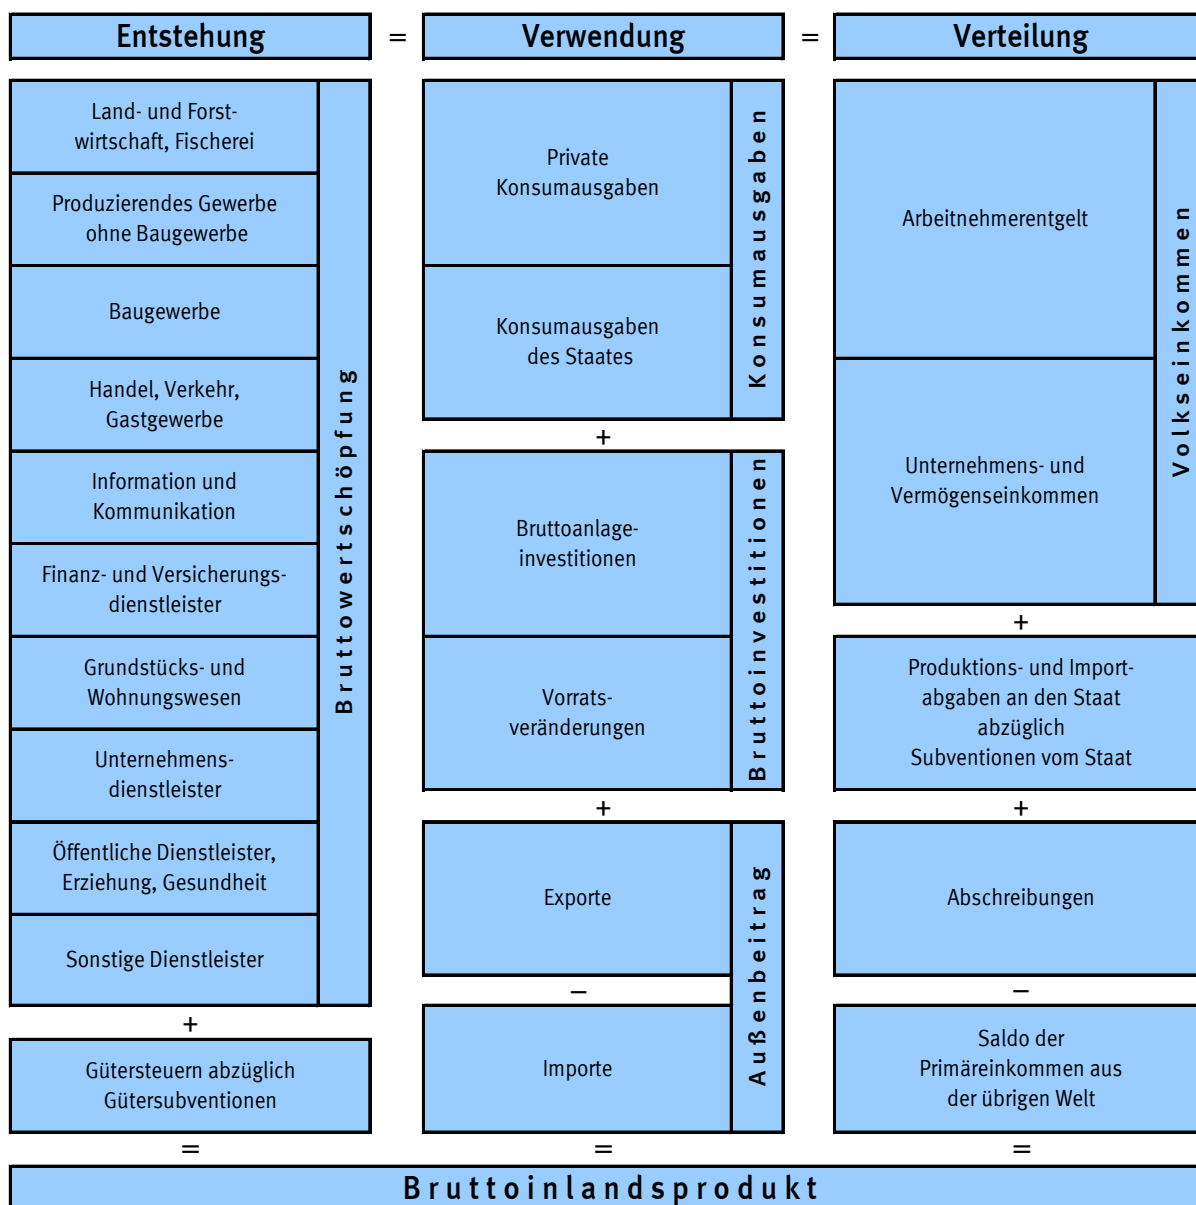 Entstehung
=
Verwendung
=
Verteilung
Land- und Forst-
wirtschaft, Fischerei
Produzierendes Gewerbe
ohne Baugewerbe
Baugewerbe
Handel, Verkehr,
Gastgewerbe
Information und
Kommunikation
Finanz- und Versicherungs-
dienstleister
Grundstücks- und
Wohnungswesen
Unternehmens-
dienstleister
Öffentliche Dienstleister,
Erziehung, Gesundheit
Sonstige Dienstleister
Bruttowertschöpfung
+
Gütersteuern abzüglich
Gütersubventionen
=
Private
Konsumausgaben
Konsumausgaben
des Staates
Konsumausgaben
+
Bruttoanlage-
investitionen
Vorrats-
veränderungen
Bruttoinvestitionen
+
Exporte
–
Importe
Außenbeitrag
=
Arbeitnehmerentgelt
Unternehmens- und
Vermögenseinkommen
Volkseinkommen
+
Produktions- und Import-
abgaben an den Staat
abzüglich
Subventionen vom Staat
+
Abschreibungen
–
Saldo der
Primäreinkommen aus
der übrigen Welt
=
Bruttoinlandsprodukt